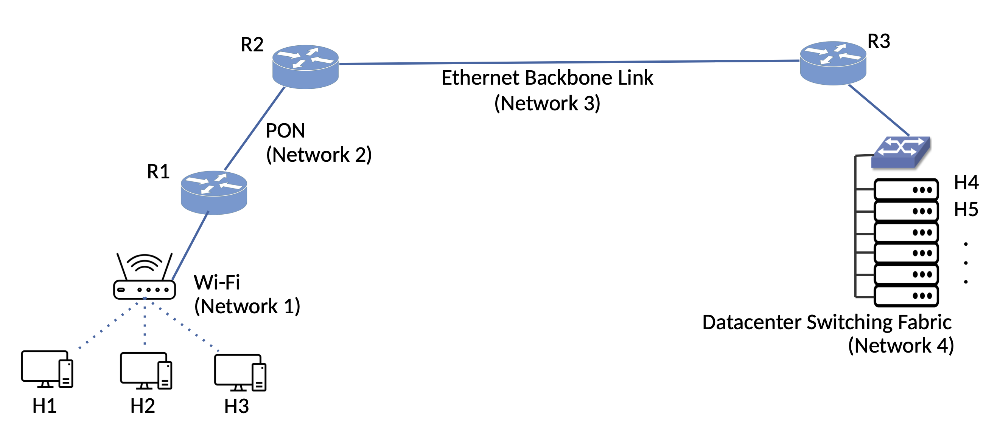 R2
R3
Ethernet Backbone Link
(Network 3)
PON
(Network 2)
R1
H4
H5
Wi-Fi
(Network 1)
Datacenter Switching Fabric
(Network 4)
H1
H2
H3